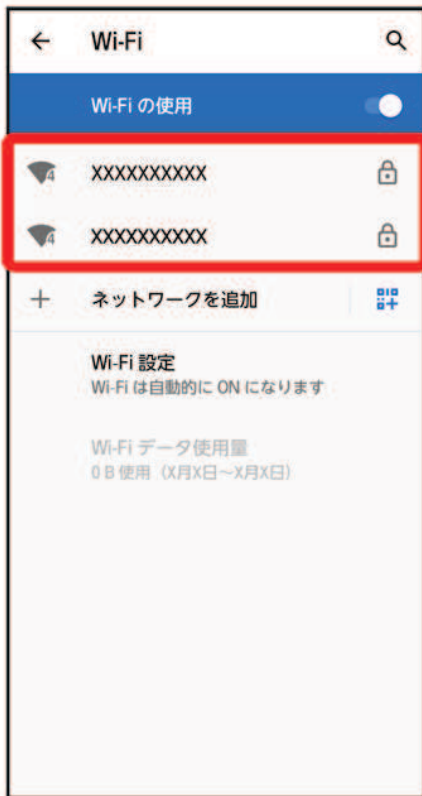 Wi-Fi
Wi-Fi の使用
4 XXXXXXXXXX
4 XXXXXXXXXX
ネットワークを追加
Wi-Fi 設定
Wi-Fi は自動的に ON になります
Wi-Fi データ使用量
0 B 使用（X月X日～X月X日）